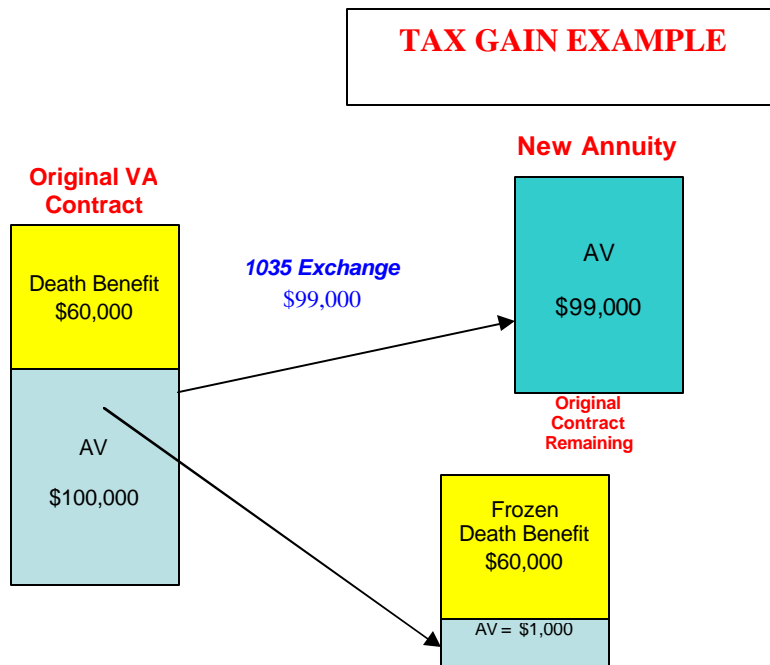 TAX GAIN EXAMPLE
Original VA
Contract
Death Benefit
$60,000
AV
$100,000
1035 Exchange
$99,000
New Annuity
AV
$99,000
Original
Contract
Remaining
Frozen
Death Benefit
$60,000
AV = $1,000